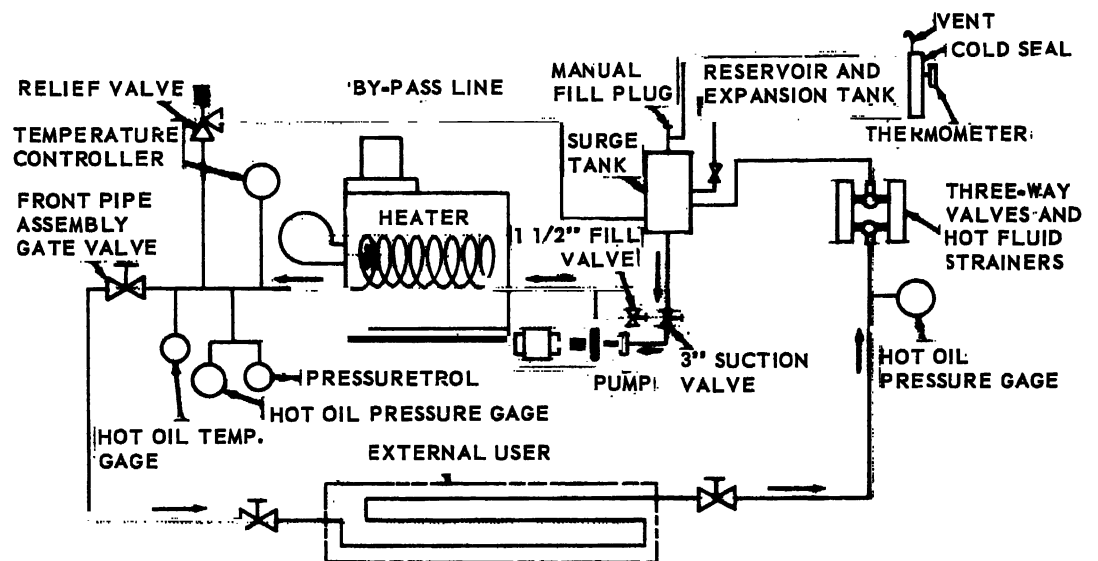 VENT
COLD SEAL
RELIEF VALVE
BY-PASS LINE
MANUAL
FILL PLUG
RESERVOIR AND
EXPANSION TANK
THERMOMETER
TEMPERATURE
CONTROLLER
SURGE
TANK
FRONT PIPE
ASSEMBLY
GATE VALVE
HEATER
1 1/2" FILL
VALVE
THREE-WAY
VALVES AND
HOT FLUID
STRAINERS
PRESSURETROL
PUMP
3" SUCTION
VALVE
HOT OIL
PRESSURE GAGE
HOT OIL PRESSURE GAGE
HOT OIL TEMP.
GAGE
EXTERNAL USER